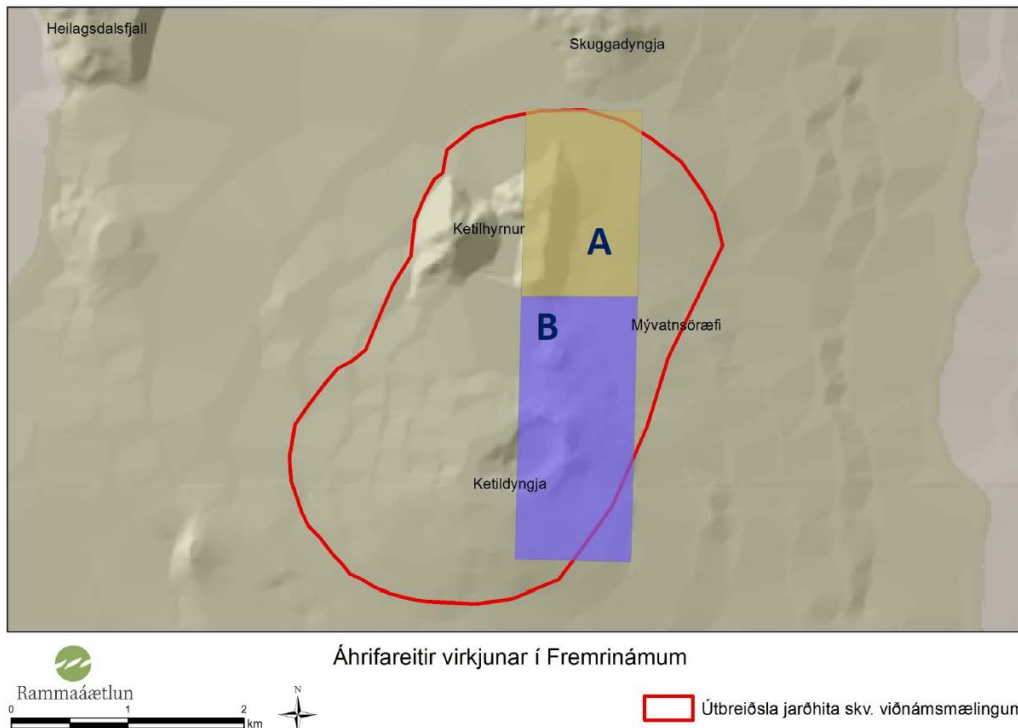 Heilagsdalsfjall
Skuggadyngja
Ketilhyrnur
A
B
Mývatnsöræfi
Ketildyngja
Áhrifareitir virkjunar í Fremrinámum
Rammaáætlun
N
0 1 2
km
Útbreiðsla jarðhita skv. viðnámsmælingum